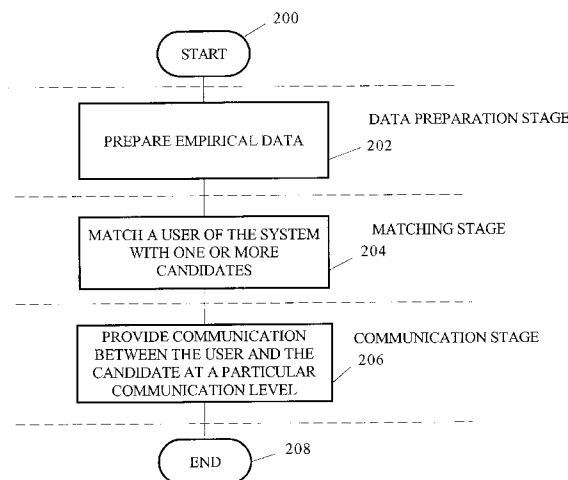 200
START
DATA PREPARATION STAGE
PREPARE EMPIRICAL DATA
202
MATCH A USER OF THE SYSTEM
WITH ONE OR MORE
CANDIDATES
MATCHING STAGE
204
PROVIDE COMMUNICATION
BETWEEN THE USER AND THE
CANDIDATE AT A PARTICULAR
COMMUNICATION LEVEL
COMMUNICATION STAGE
206
END
208